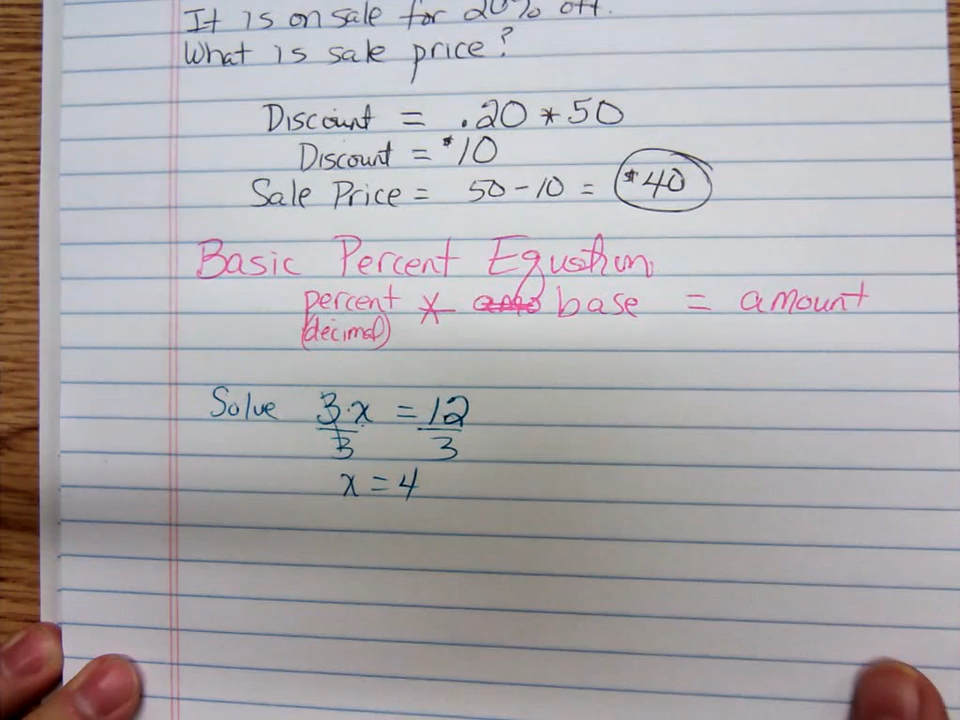 It is on sale for 20% off.
What is sale price?
Discount = .20 * 50
Discount = $10
Sale Price = 50 - 10 = $40
Basic Percent Equation
percent * base = amount
(decimal)
Solve 3·x = 12
3 3
x = 4